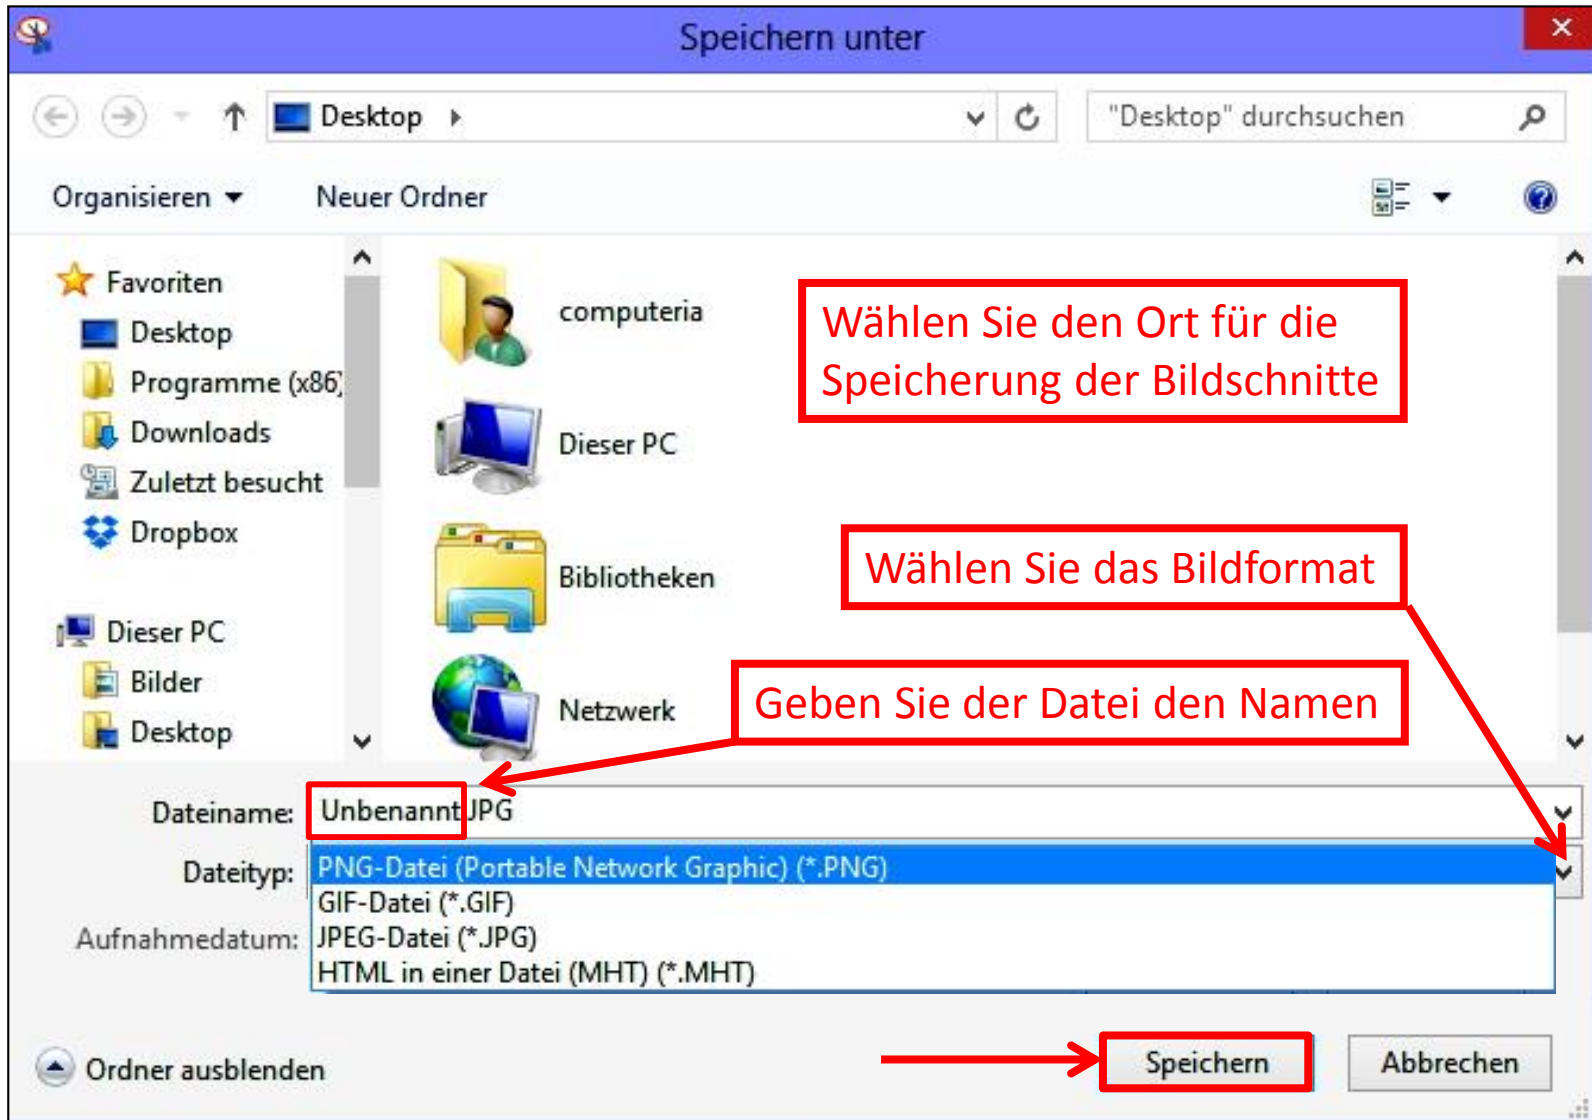 Speichern unter
Desktop
"Desktop" durchsuchen
Organisieren
Neuer Ordner
Favoriten
Desktop
Programme (x86)
Downloads
Zuletzt besucht
Dropbox
Dieser PC
Bilder
Desktop
computeria
Dieser PC
Bibliotheken
Netzwerk
Wählen Sie den Ort für die
Speicherung der Bildschnitte
Wählen Sie das Bildformat
Geben Sie der Datei den Namen
Dateiname: Unbenannt.JPG
Dateityp: PNG-Datei (Portable Network Graphic) (*.PNG)
GIF-Datei (*.GIF)
Aufnahmedatum: JPEG-Datei (*.JPG)
HTML in einer Datei (MHT) (*.MHT)
Ordner ausblenden
Speichern
Abbrechen